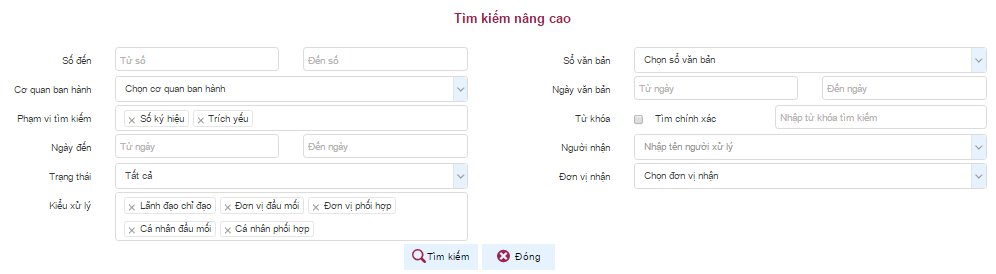 Tìm kiếm nâng cao
Số đến Từ số Đến số Sổ văn bản Chọn sổ văn bản
Cơ quan ban hành Chọn cơ quan ban hành Ngày văn bản Từ ngày Đến ngày
Phạm vi tìm kiếm × Số ký hiệu × Trích yếu Từ khóa Tìm chính xác Nhập từ khóa tìm kiếm
Ngày đến Từ ngày Đến ngày Người nhận Nhập tên người xử lý
Trạng thái Tất cả Đơn vị nhận Chọn đơn vị nhận
Kiểu xử lý × Lãnh đạo chỉ đạo × Đơn vị đầu mối × Đơn vị phối hợp
× Cá nhân đầu mối × Cá nhân phối hợp
Tìm kiếm Đóng